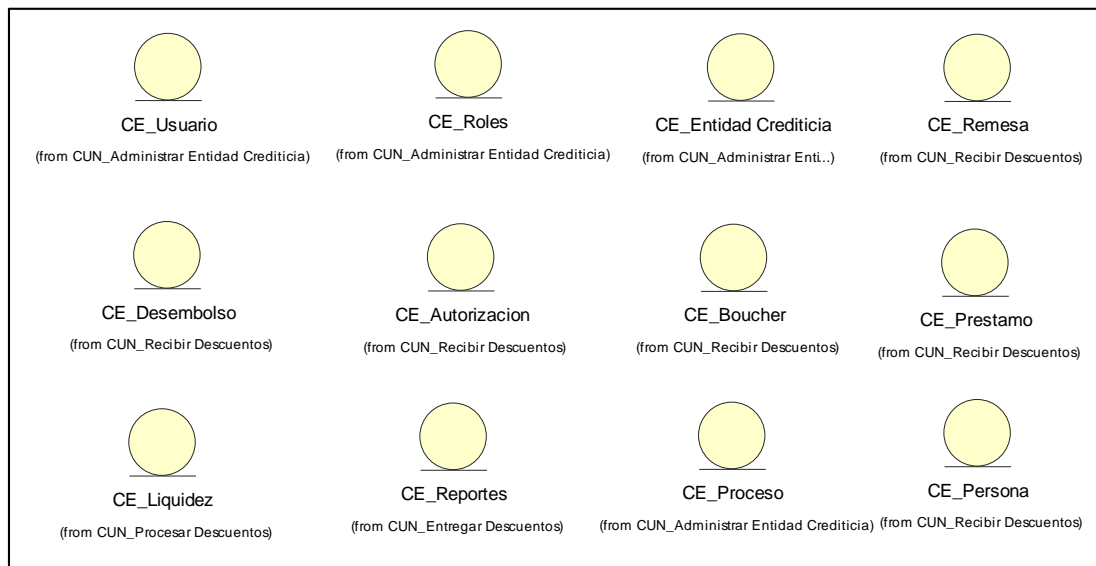 CE_Usuario
(from CUN_Administrar Entidad Crediticia)
CE_Roles
(from CUN_Administrar Entidad Crediticia)
CE_Entidad Crediticia
(from CUN_Administrar Enti...)
CE_Remesa
(from CUN_Recibir Descuentos)
CE_Desembolso
(from CUN_Recibir Descuentos)
CE_Autorizacion
(from CUN_Recibir Descuentos)
CE_Boucher
(from CUN_Recibir Descuentos)
CE_Prestamo
(from CUN_Recibir Descuentos)
CE_Liquidez
(from CUN_Procesar Descuentos)
CE_Reportes
(from CUN_Entregar Descuentos)
CE_Proceso
(from CUN_Administrar Entidad Crediticia)
CE_Persona
(from CUN_Recibir Descuentos)